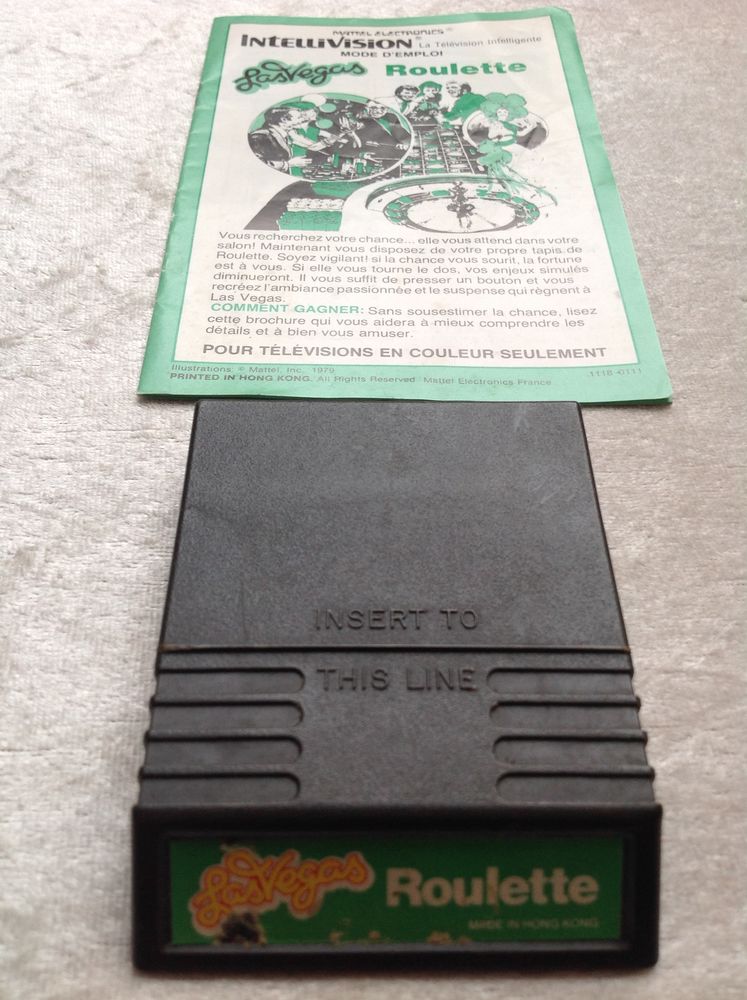 MATTEL ELECTRONICS®
INTELLIVISION® La Télévision Intelligente
MODE D'EMPLOI
Las Vegas Roulette
Vous recherchez votre chance... elle vous attend dans votre
salon! Maintenant vous disposez de votre propre tapis de
Roulette. Soyez vigilant! si la chance vous sourit, la fortune
est à vous. Si elle vous tourne le dos, vos enjeux simulés
diminueront. Il vous suffit de presser un bouton et vous
recréez l'ambiance passionnée et le suspense qui règnent à
Las Vegas.
COMMENT GAGNER: Sans sousestimer la chance, lisez
cette brochure qui vous aidera à mieux comprendre les
détails et à bien vous amuser.
POUR TÉLÉVISIONS EN COULEUR SEULEMENT
Illustrations: © Mattel, Inc. 1979
PRINTED IN HONG KONG. All Rights Reserved Mattel Electronics France 1118-0111
INSERT TO
THIS LINE
Las Vegas Roulette
MADE IN HONG KONG